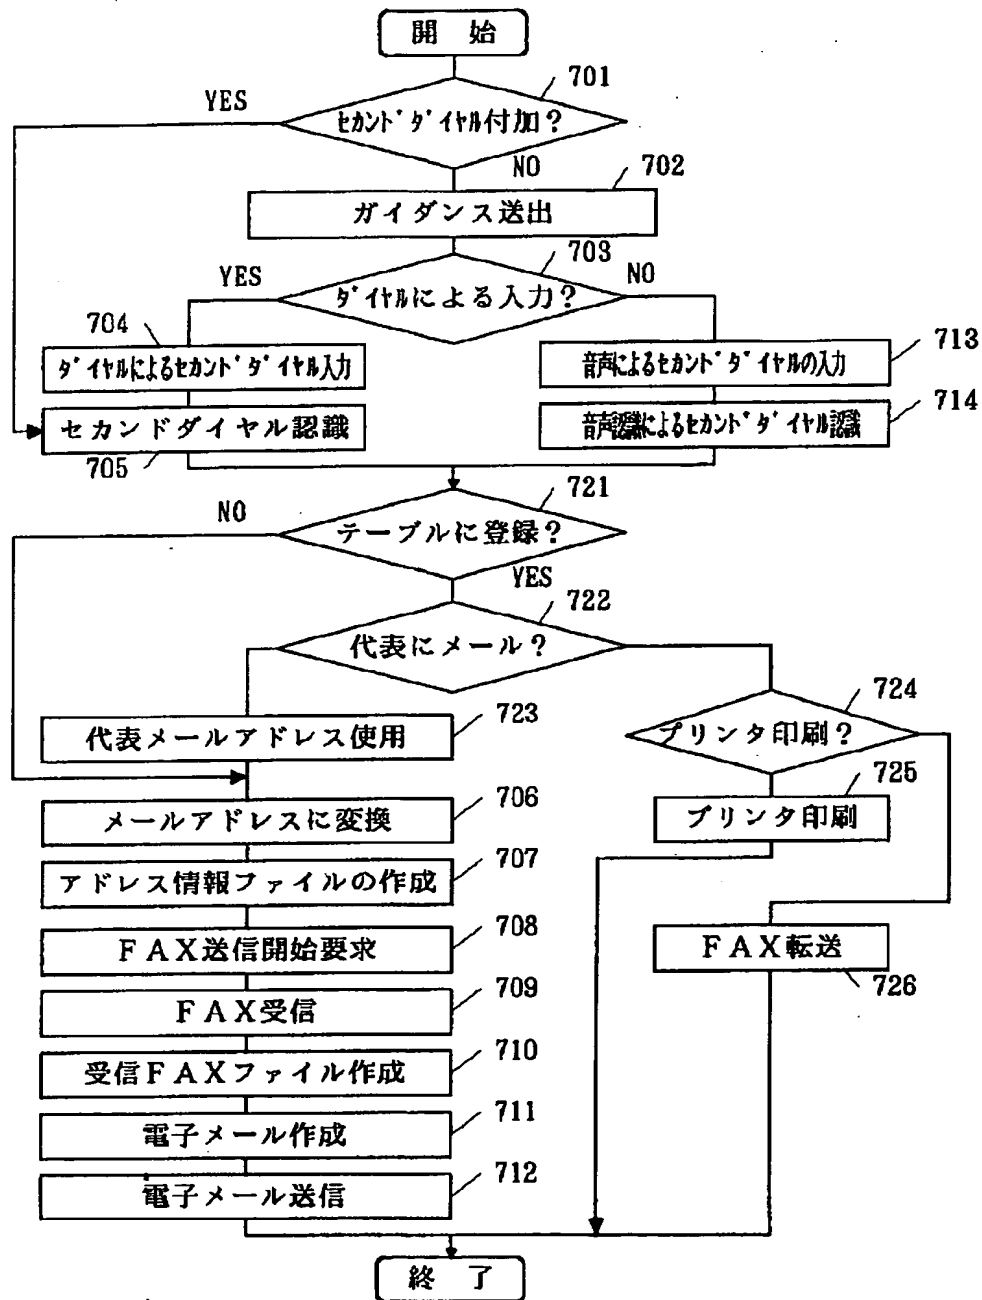 開 始
701
YES
セカンドダイヤル付加？
NO
702
ガイダンス送出
703
YES
NO
ダイヤルによる入力？
704
713
ダイヤルによるセカンドダイヤル入力
音声によるセカンドダイヤルの入力
714
セカンドダイヤル認識
音声認識によるセカンドダイヤル認識
705
721
NO
テーブルに登録？
YES
722
代表にメール？
724
723
プリンタ印刷？
代表メールアドレス使用
725
706
プリンタ印刷
メールアドレスに変換
707
アドレス情報ファイルの作成
708
FAX送信開始要求
FAX転送
726
709
FAX受信
710
受信FAXファイル作成
711
電子メール作成
712
電子メール送信
終 了